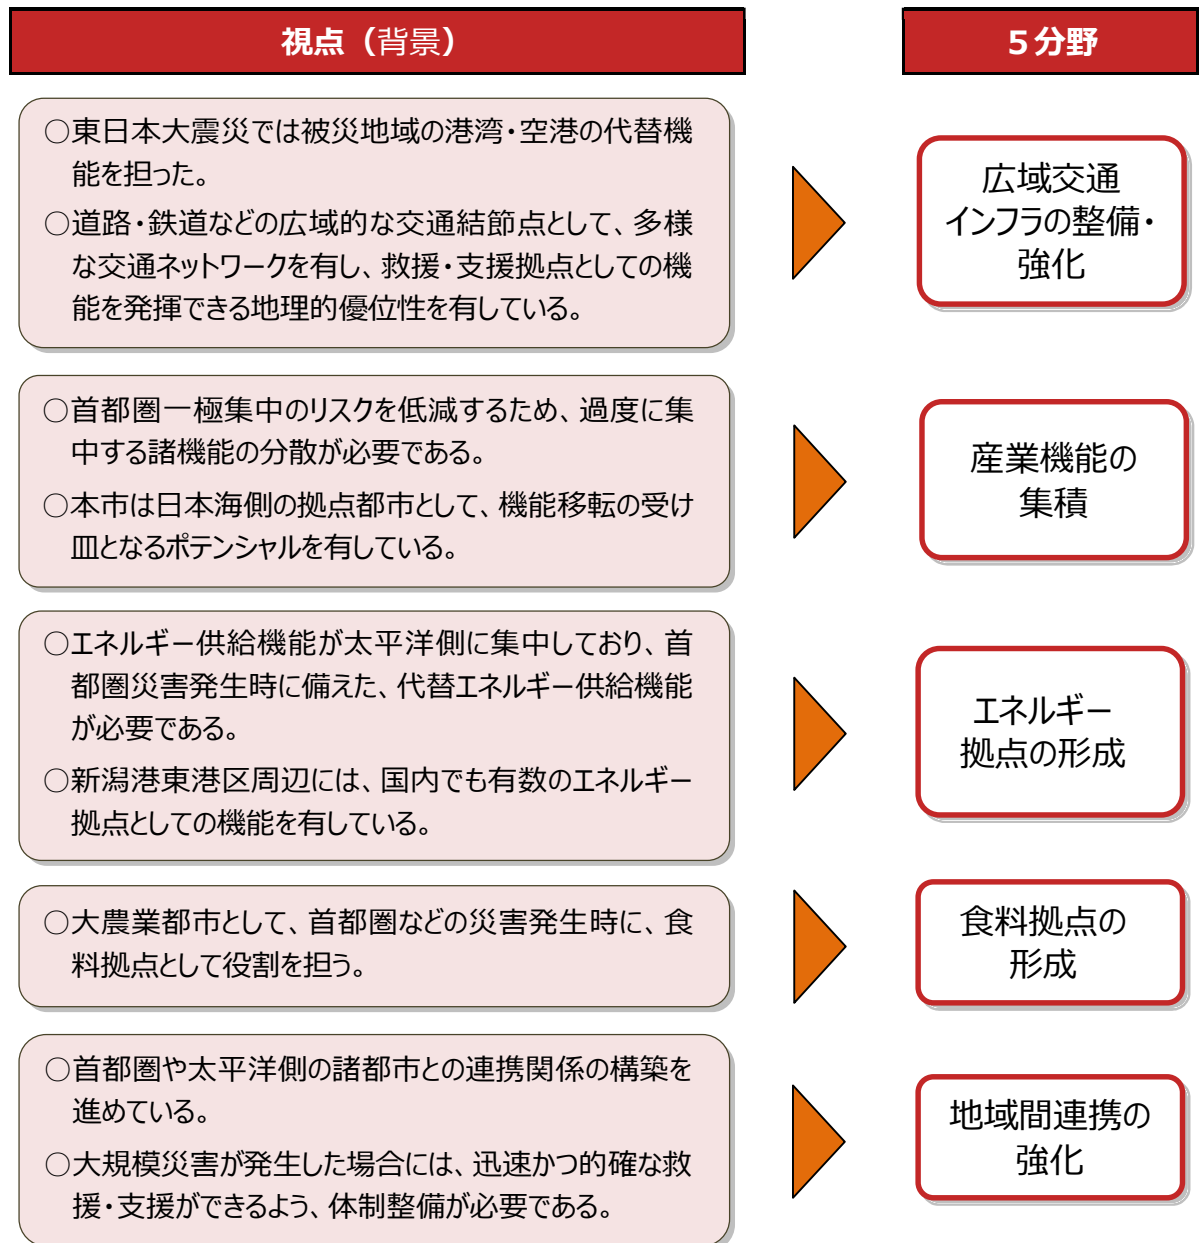 視点（背景）
５分野
○東日本大震災では被災地域の港湾・空港の代替機
能を担った。
○道路・鉄道などの広域的な交通結節点として、多様
な交通ネットワークを有し、救援・支援拠点としての機
能を発揮できる地理的優位性を有している。
広域交通
インフラの整備・
強化
○首都圏一極集中のリスクを低減するため、過度に集
中する諸機能の分散が必要である。
○本市は日本海側の拠点都市として、機能移転の受け
皿となるポテンシャルを有している。
産業機能の
集積
○エネルギー供給機能が太平洋側に集中しており、首
都圏災害発生時に備えた、代替エネルギー供給機能
が必要である。
○新潟港東港区周辺には、国内でも有数のエネルギー
拠点としての機能を有している。
エネルギー
拠点の形成
○大農業都市として、首都圏などの災害発生時に、食
料拠点として役割を担う。
食料拠点の
形成
○首都圏や太平洋側の諸都市との連携関係の構築を
進めている。
○大規模災害が発生した場合には、迅速かつ的確な救
援・支援ができるよう、体制整備が必要である。
地域間連携の
強化